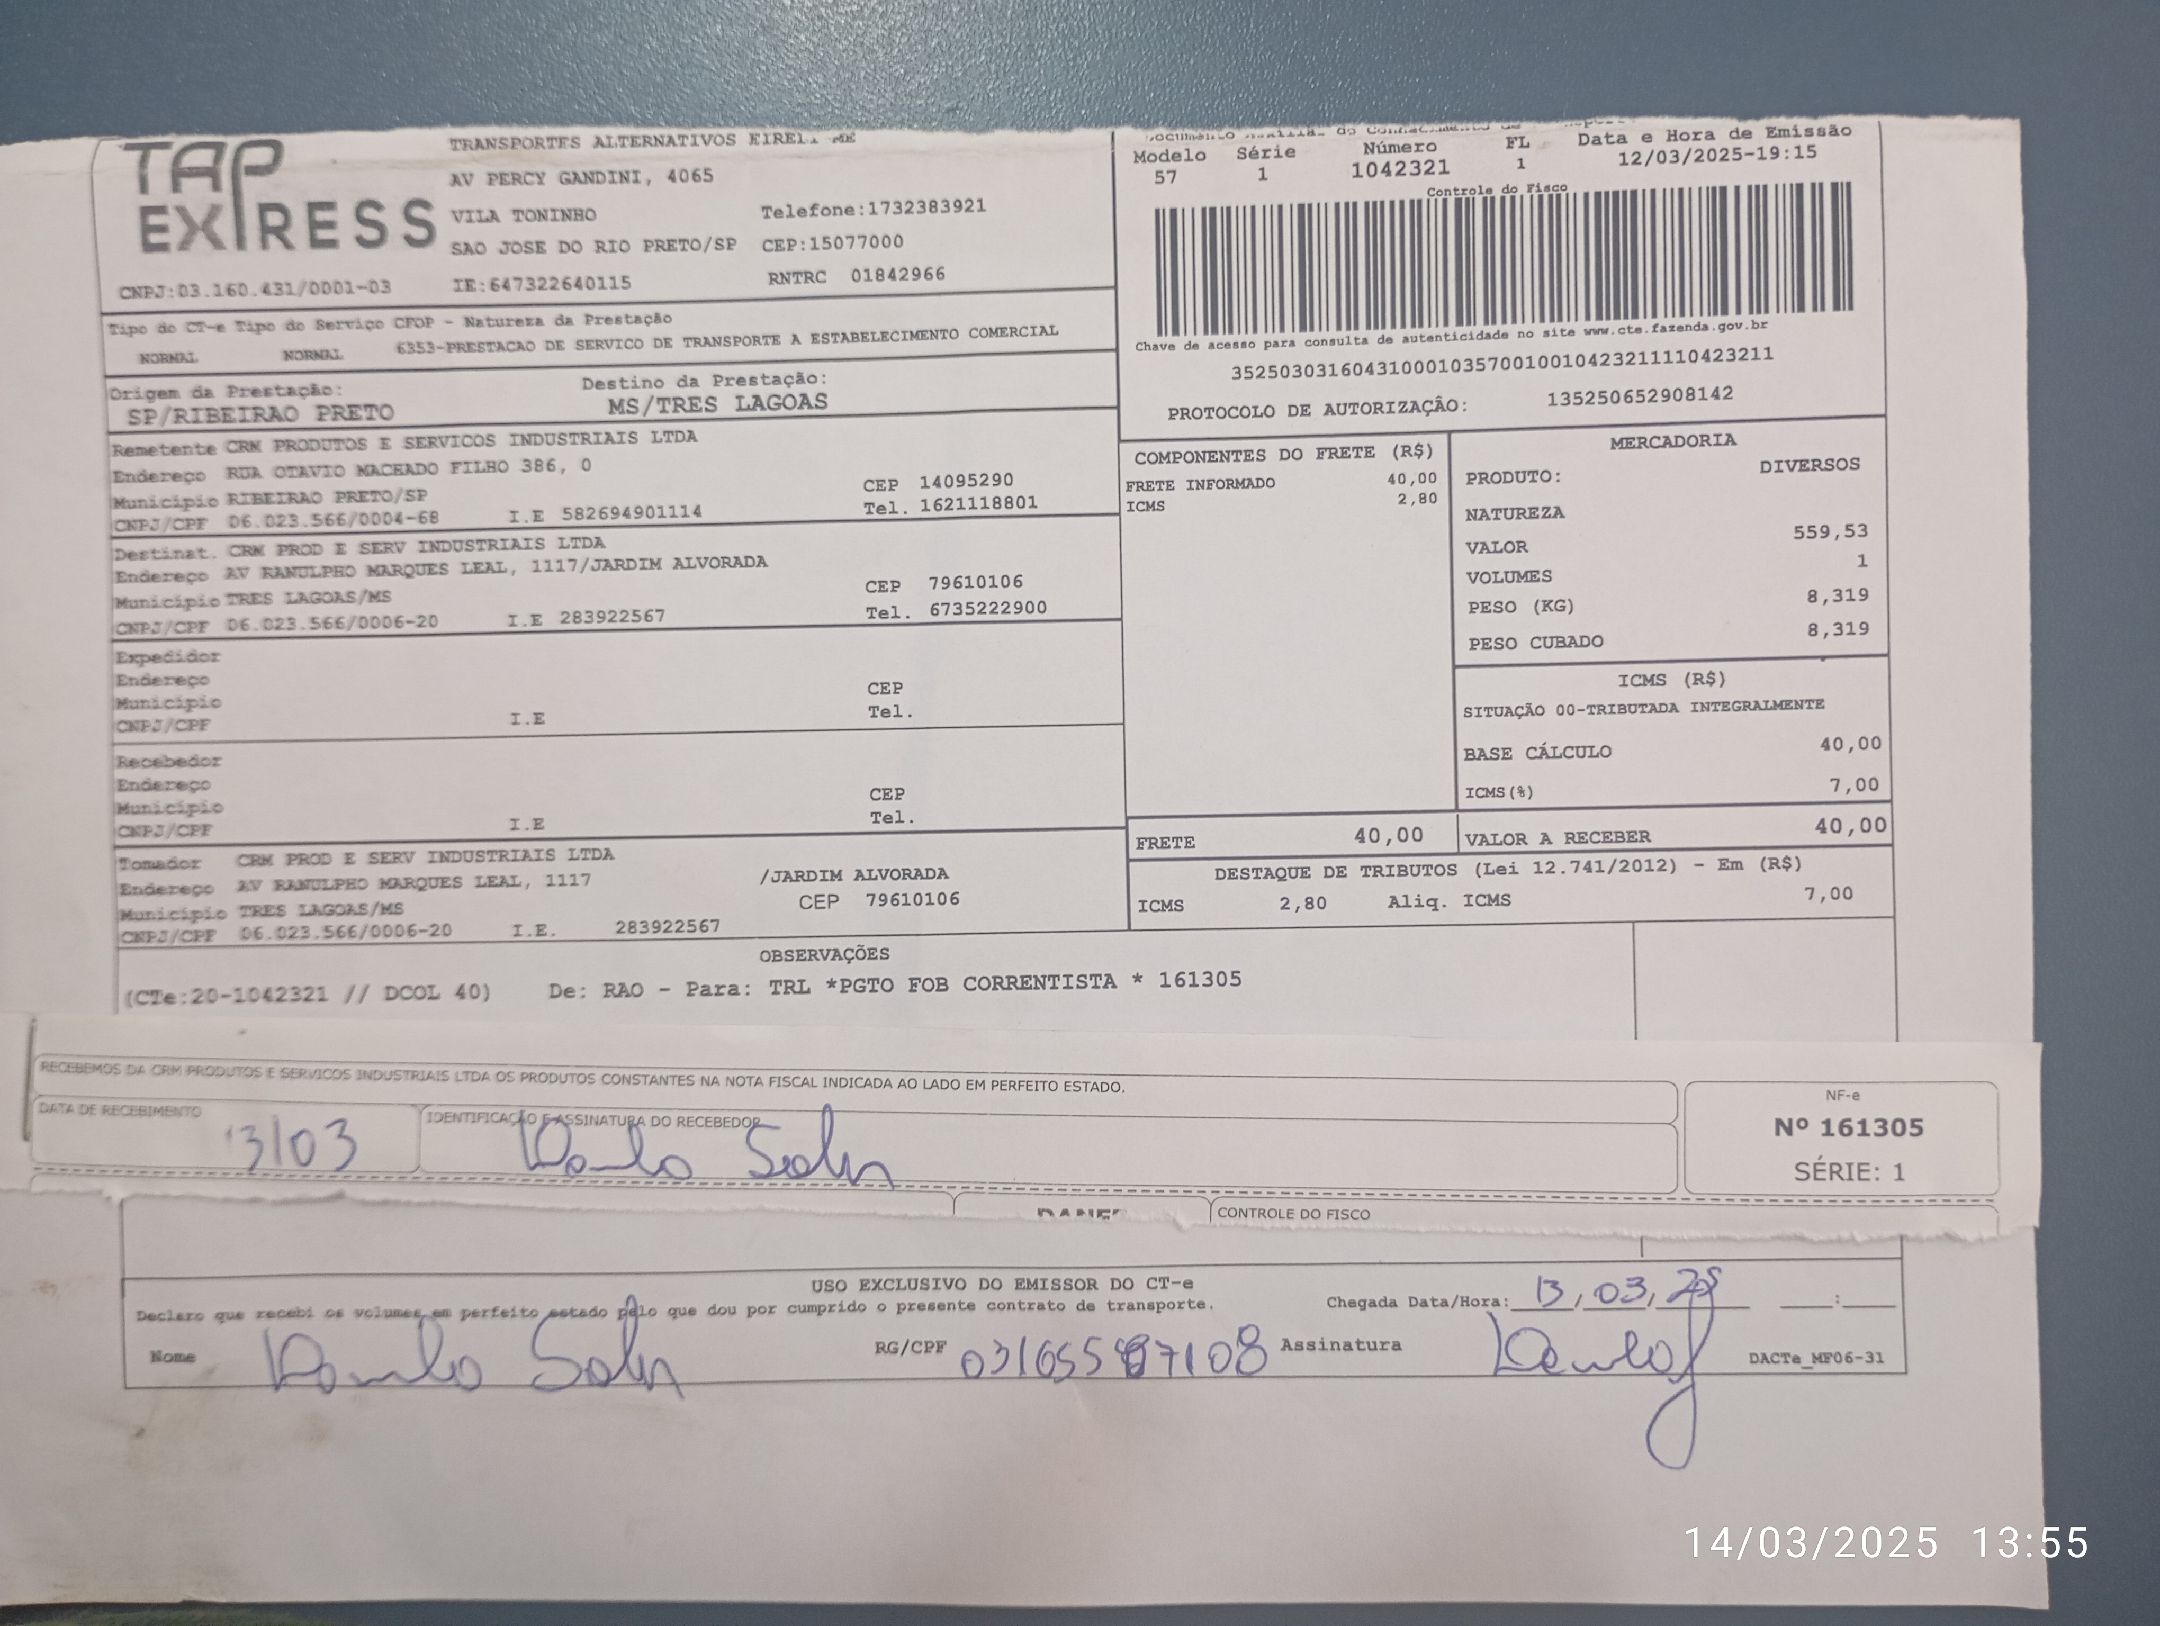 TAP EXPRESS
TRANSPORTES ALTERNATIVOS EIRELI ME
AV PERCY GANDINI, 4065
VILA TONINHO Telefone:1732383921
SAO JOSE DO RIO PRETO/SP CEP:15077000
CNPJ:03.160.431/0001-03 IE:647322640115 RNTRC 01842966
Modelo Série Número FL Data e Hora de Emissão
57 1 1042321 1 12/03/2025-19:15
Controle do Fisco
Chave de acesso para consulta de autenticidade no site www.cte.fazenda.gov.br
35250303160431000103570010010423211110423211
PROTOCOLO DE AUTORIZAÇÃO: 135250652908142
Tipo do CT-e Tipo do Serviço CFOP - Natureza da Prestação
NORMAL NORMAL 6353-PRESTACAO DE SERVICO DE TRANSPORTE A ESTABELECIMENTO COMERCIAL
Origem da Prestação: Destino da Prestação:
SP/RIBEIRAO PRETO MS/TRES LAGOAS
Remetente CRM PRODUTOS E SERVICOS INDUSTRIAIS LTDA
Endereço RUA OTAVIO MACHADO FILHO 386, 0 CEP 14095290
Município RIBEIRAO PRETO/SP Tel. 1621118801
CNPJ/CPF 06.023.566/0004-68 I.E 582694901114
Destinat. CRM PROD E SERV INDUSTRIAIS LTDA
Endereço AV RANULPHO MARQUES LEAL, 1117/JARDIM ALVORADA CEP 79610106
Município TRES LAGOAS/MS Tel. 6735222900
CNPJ/CPF 06.023.566/0006-20 I.E 283922567
Expedidor
Endereço CEP
Município Tel.
CNPJ/CPF I.E
Recebedor
Endereço CEP
Município Tel.
CNPJ/CPF I.E
Tomador CRM PROD E SERV INDUSTRIAIS LTDA
Endereço AV RANULPHO MARQUES LEAL, 1117 /JARDIM ALVORADA
Município TRES LAGOAS/MS CEP 79610106
CNPJ/CPF 06.023.566/0006-20 I.E. 283922567
COMPONENTES DO FRETE (R$)
FRETE INFORMADO 40,00
ICMS 2,80
MERCADORIA
PRODUTO: DIVERSOS
NATUREZA
VALOR 559,53
VOLUMES 1
PESO (KG) 8,319
PESO CUBADO 8,319
ICMS (R$)
SITUAÇÃO 00-TRIBUTADA INTEGRALMENTE
BASE CÁLCULO 40,00
ICMS(%) 7,00
FRETE 40,00 VALOR A RECEBER 40,00
DESTAQUE DE TRIBUTOS (Lei 12.741/2012) - Em (R$)
ICMS 2,80 Aliq. ICMS 7,00
OBSERVAÇÕES
(CTe:20-1042321 // DCOL 40) De: RAO - Para: TRL *PGTO FOB CORRENTISTA * 161305
RECEBEMOS DA CRM PRODUTOS E SERVICOS INDUSTRIAIS LTDA OS PRODUTOS CONSTANTES NA NOTA FISCAL INDICADA AO LADO EM PERFEITO ESTADO.
DATA DE RECEBIMENTO IDENTIFICAÇÃO E ASSINATURA DO RECEBEDOR
13/03
NF-e
Nº 161305
SÉRIE: 1
CONTROLE DO FISCO
USO EXCLUSIVO DO EMISSOR DO CT-e
Declaro que recebi os volumes em perfeito estado pelo que dou por cumprido o presente contrato de transporte. Chegada Data/Hora: 13/03/25 __:__
Nome RG/CPF Assinatura DACTe_MF06-31
14/03/2025 13:55